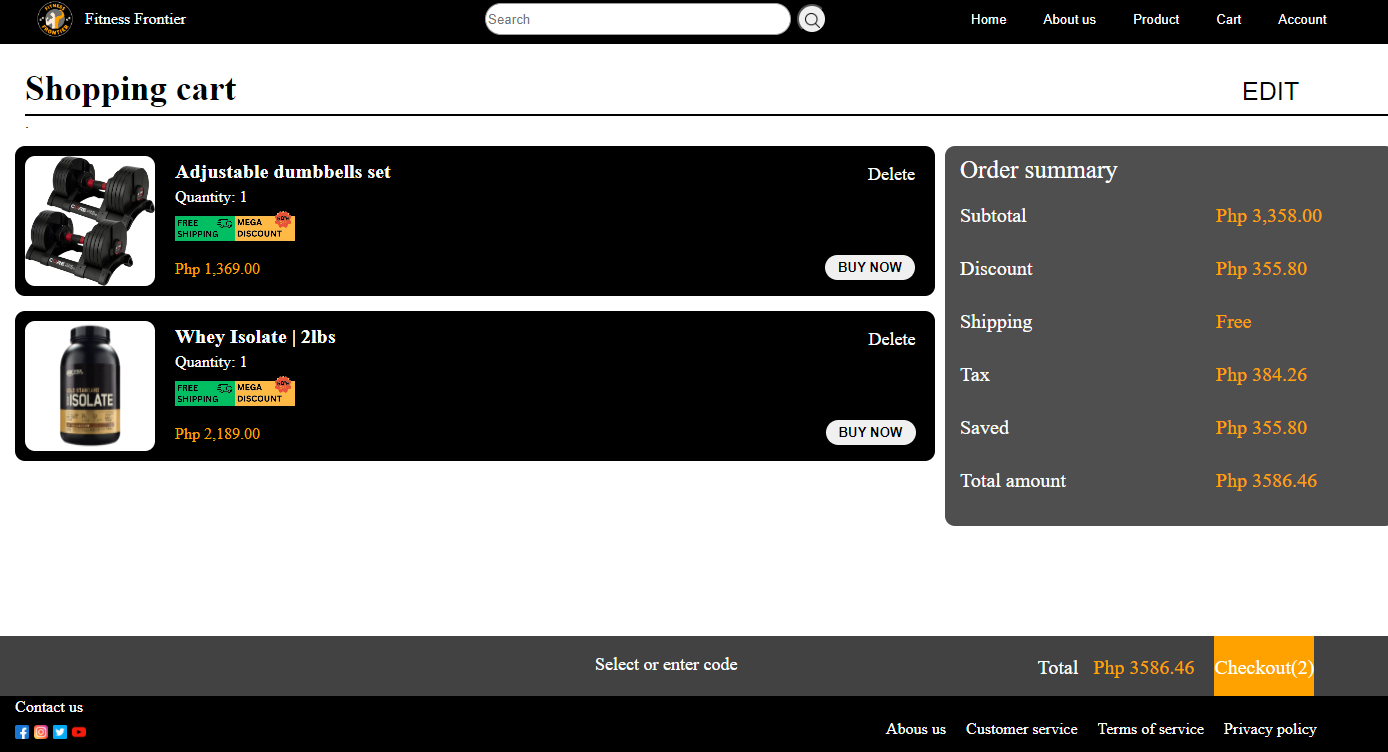 FITNESS
FRONTIER
Fitness Frontier
Search
Home
About us
Product
Cart
Account
Shopping cart
EDIT
.
Adjustable dumbbells set
Delete
Quantity: 1
FREE SHIPPING
MEGA DISCOUNT
Php 1,369.00
BUY NOW
Whey Isolate | 2lbs
Delete
Quantity: 1
FREE SHIPPING
MEGA DISCOUNT
ISOLATE
Php 2,189.00
BUY NOW
Order summary
Subtotal Php 3,358.00
Discount Php 355.80
Shipping Free
Tax Php 384.26
Saved Php 355.80
Total amount Php 3586.46
Select or enter code
Total Php 3586.46
Checkout(2)
Contact us
Abous us
Customer service
Terms of service
Privacy policy